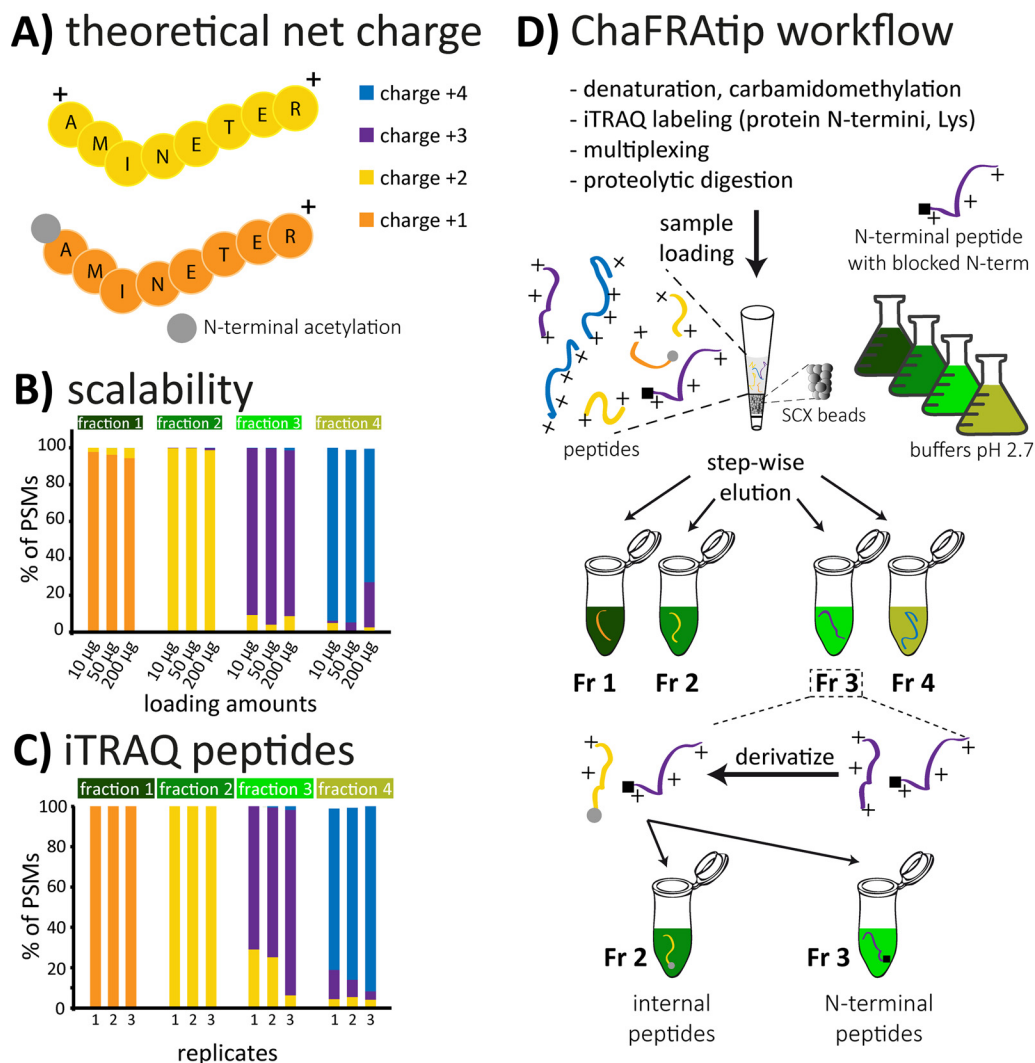 A) theoretical net charge
+
A M I N E T E R
+
charge +4
charge +3
charge +2
charge +1
A M I N E T E R
+
N-terminal acetylation
B) scalability
fraction 1 fraction 2 fraction 3 fraction 4
% of PSMs
100
80
60
40
20
0
10 µg 50 µg 200 µg 10 µg 50 µg 200 µg 10 µg 50 µg 200 µg 10 µg 50 µg 200 µg
loading amounts
C) iTRAQ peptides
fraction 1 fraction 2 fraction 3 fraction 4
% of PSMs
100
80
60
40
20
0
1 2 3 1 2 3 1 2 3 1 2 3
replicates
D) ChaFRAtip workflow
- denaturation, carbamidomethylation
- iTRAQ labeling (protein N-termini, Lys)
- multiplexing
- proteolytic digestion
sample
loading
N-terminal peptide
with blocked N-term
peptides
SCX beads
buffers pH 2.7
step-wise
elution
Fr 1 Fr 2 Fr 3 Fr 4
derivatize
Fr 2 Fr 3
internal
peptides
N-terminal
peptides